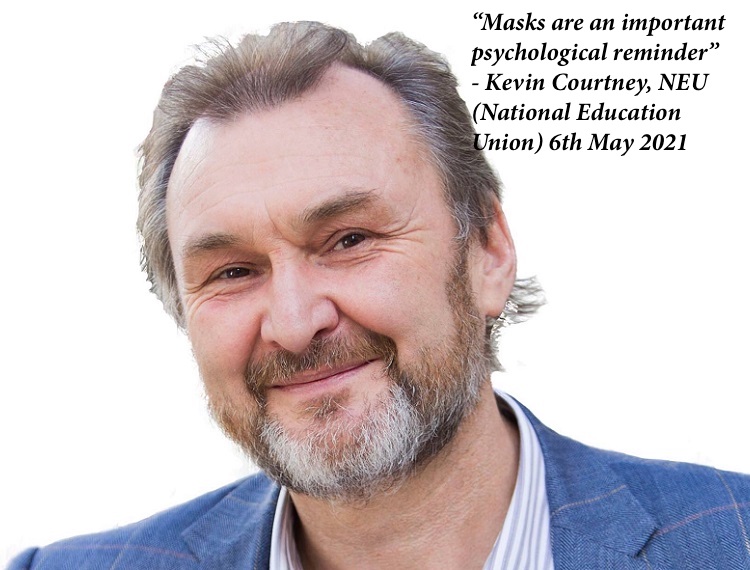 “Masks are an important
psychological reminder”
- Kevin Courtney, NEU
(National Education
Union) 6th May 2021